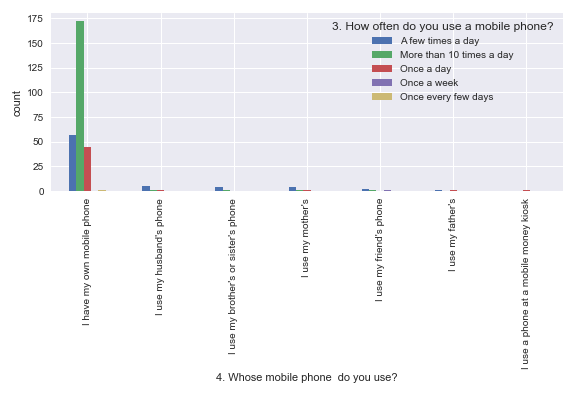 3. How often do you use a mobile phone?
A few times a day
More than 10 times a day
Once a day
Once a week
Once every few days
count
175
150
125
100
75
50
25
0
I have my own mobile phone
I use my husband's phone
I use my brother's or sister's phone
I use my mother's
I use my friend's phone
I use my father's
I use a phone at a mobile money kiosk
4. Whose mobile phone  do you use?